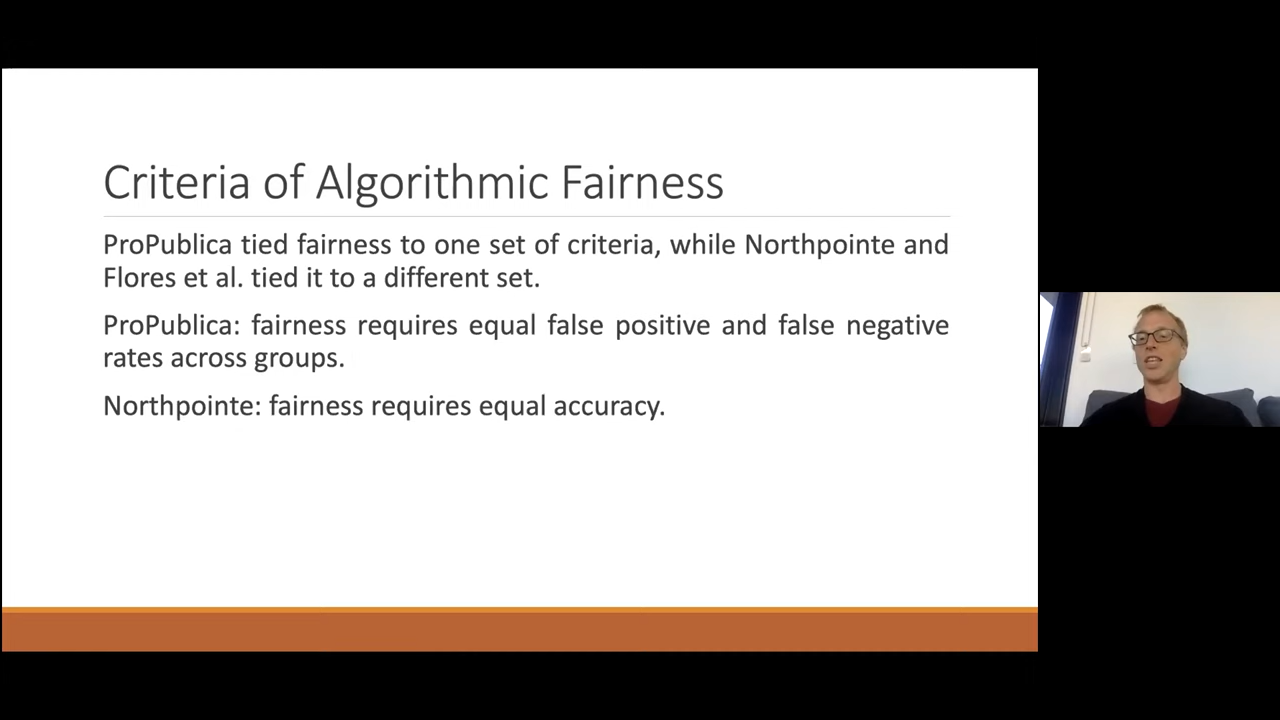 Criteria of Algorithmic Fairness
ProPublica tied fairness to one set of criteria, while Northpointe and
Flores et al. tied it to a different set.
ProPublica: fairness requires equal false positive and false negative
rates across groups.
Northpointe: fairness requires equal accuracy.